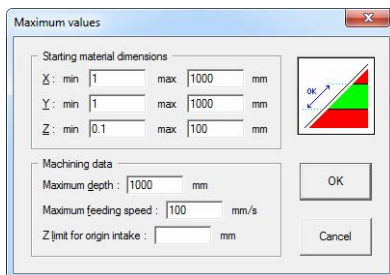 Maximum values
Starting material dimensions
X : min 1 max 1000 mm
Y : min 1 max 1000 mm
Z : min 0.1 max 100 mm
OK
Machining data
Maximum depth : 1000 mm
Maximum feeding speed : 100 mm/s
Z limit for origin intake : mm
OK
Cancel